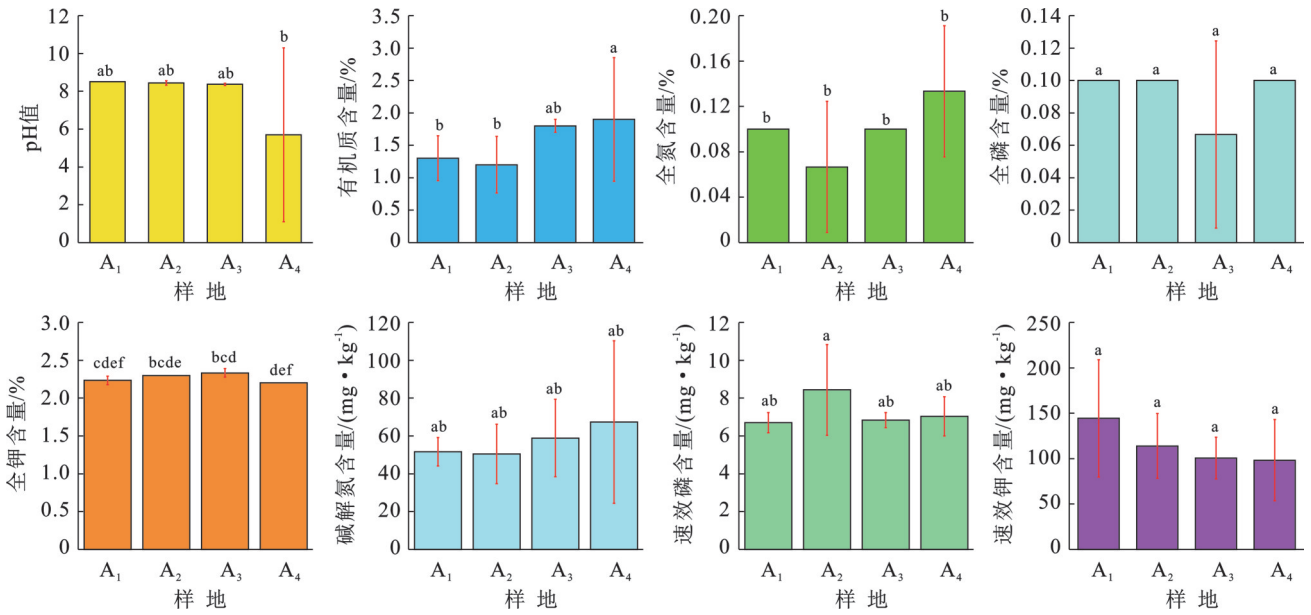 pH值
12
10
8
6
4
2
0
ab ab ab b
A₁ A₂ A₃ A₄
样 地
有机质含量/%
3.5
3.0
2.5
2.0
1.5
1.0
0.5
0
b b ab a
A₁ A₂ A₃ A₄
样 地
全氮含量/%
0.20
0.16
0.12
0.08
0.04
0
b b b b
A₁ A₂ A₃ A₄
样 地
全磷含量/%
0.14
0.12
0.10
0.08
0.06
0.04
0.02
0
a a a a
A₁ A₂ A₃ A₄
样 地
全钾含量/%
3.0
2.5
2.0
1.5
1.0
0.5
0
cdef bcde bcd def
A₁ A₂ A₃ A₄
样 地
碱解氮含量/(mg·kg⁻¹)
120
100
80
60
40
20
0
ab ab ab ab
A₁ A₂ A₃ A₄
样 地
速效磷含量/(mg·kg⁻¹)
12
10
8
6
4
2
0
ab a ab ab
A₁ A₂ A₃ A₄
样 地
速效钾含量/(mg·kg⁻¹)
250
200
150
100
50
0
a a a a
A₁ A₂ A₃ A₄
样 地